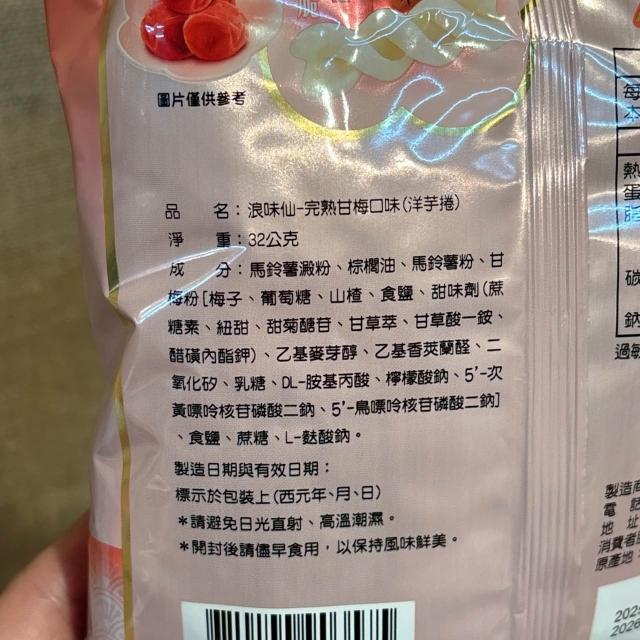 圖片僅供參考
品 名：浪味仙-完熟甘梅口味(洋芋捲)
淨 重：32公克
成 分：馬鈴薯澱粉、棕櫚油、馬鈴薯粉、甘
梅粉[梅子、葡萄糖、山楂、食鹽、甜味劑(蔗
糖素、紐甜、甜菊醣苷、甘草萃、甘草酸一銨、
醋磺內酯鉀)、乙基麥芽醇、乙基香莢蘭醛、二
氧化矽、乳糖、DL-胺基丙酸、檸檬酸鈉、5'-次
黃嘌呤核苷磷酸二鈉、5'-鳥嘌呤核苷磷酸二鈉]
、食鹽、蔗糖、L-麩酸鈉。
製造日期與有效日期：
標示於包裝上(西元年、月、日)
＊請避免日光直射、高溫潮濕。
＊開封後請儘早食用，以保持風味鮮美。
每
本
熱
蛋
脂
碳
鈉
過敏
製造商
電 話
地 址
消費者
原產地：
202
2026